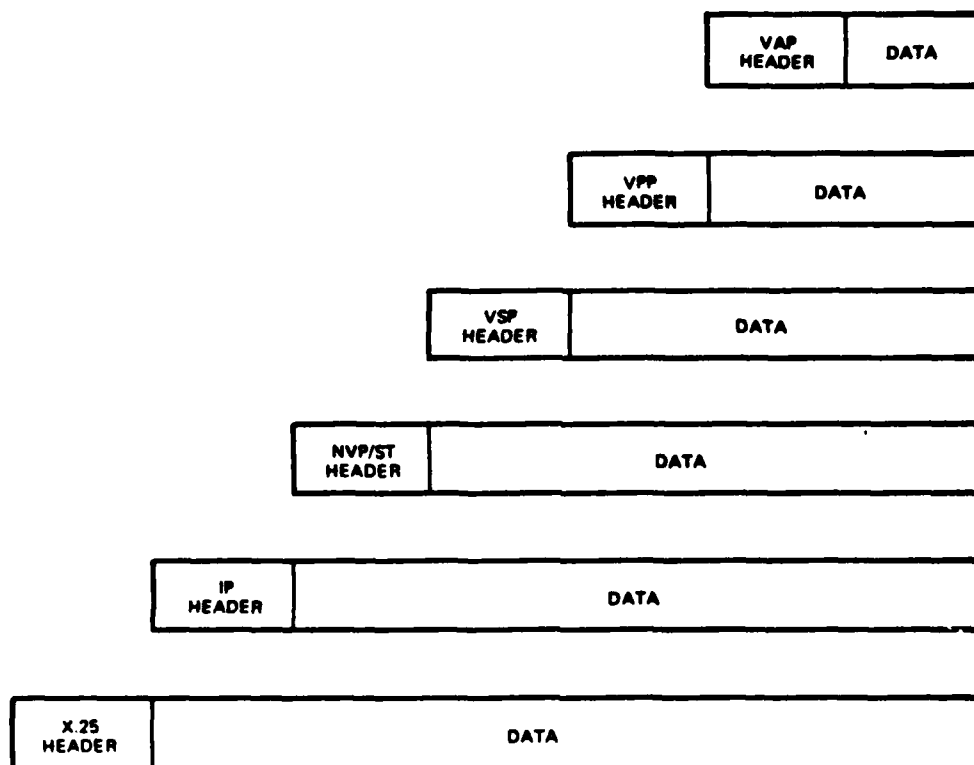 VAP
HEADER
DATA
VPP
HEADER
DATA
VSP
HEADER
DATA
NVP/ST
HEADER
DATA
IP
HEADER
DATA
X.25
HEADER
DATA